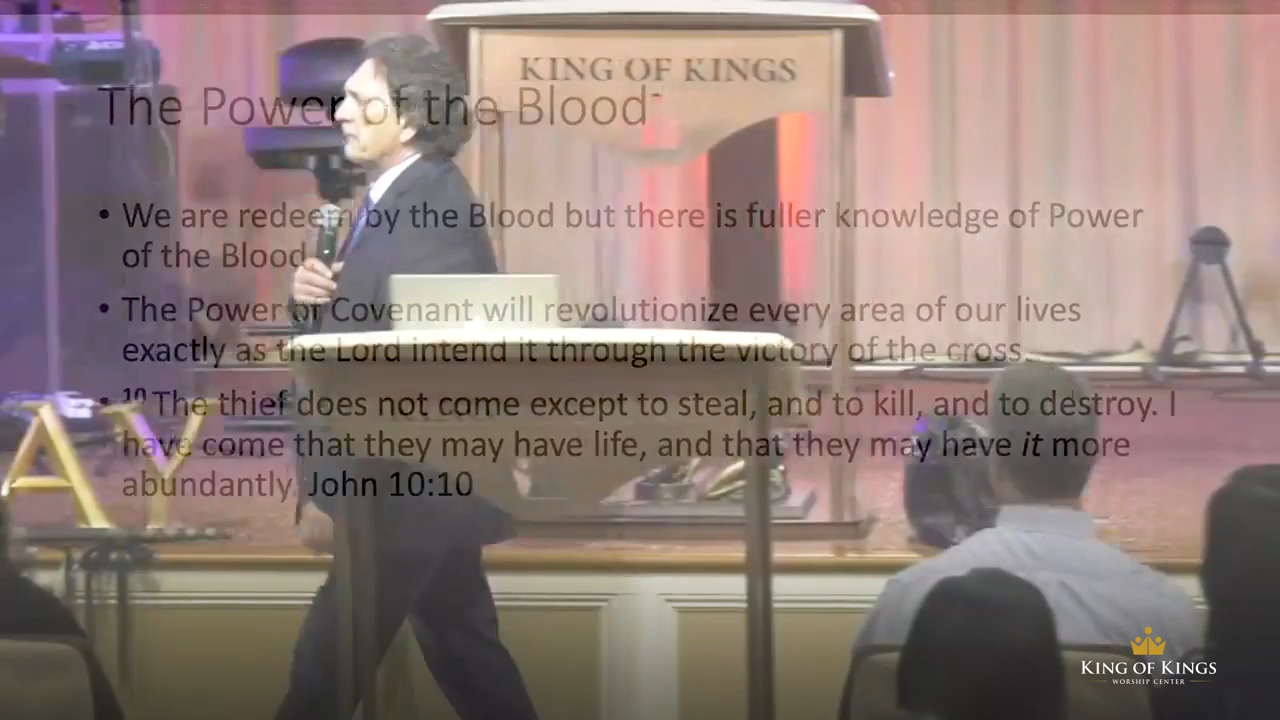 KING OF KINGS
The Power of the Blood
• We are redeem by the Blood but there is fuller knowledge of Power
of the Blood
• The Power of Covenant will revolutionize every area of our lives
exactly as the Lord intend it through the victory of the cross.
• ¹⁰ The thief does not come except to steal, and to kill, and to destroy. I
have come that they may have life, and that they may have it more
abundantly. John 10:10
A Y
KING OF KINGS
WORSHIP CENTER